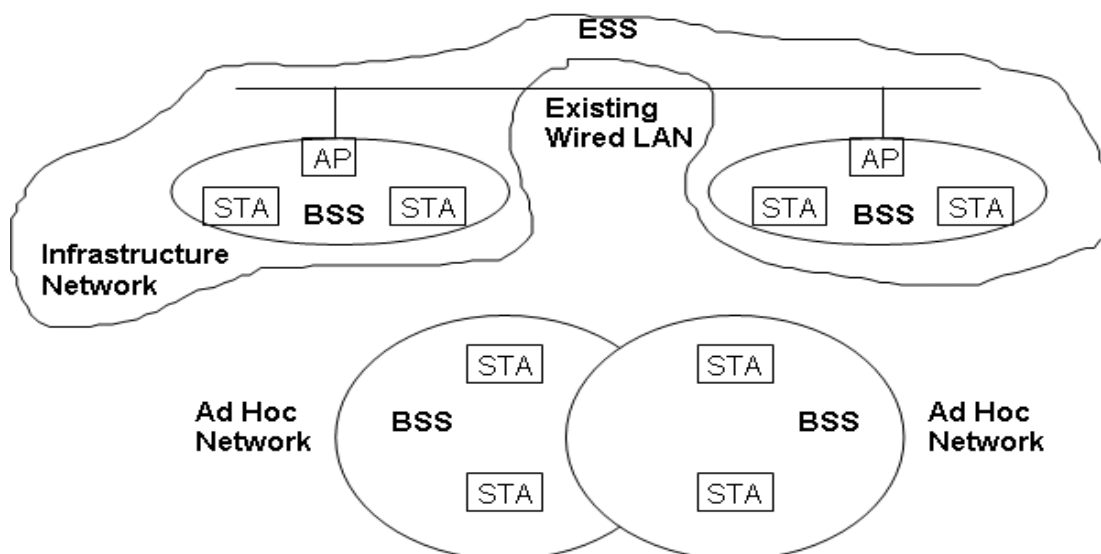 ESS
Existing
Wired LAN
AP
AP
STA
BSS
STA
STA
BSS
STA
Infrastructure
Network
STA
STA
Ad Hoc
Network
BSS
BSS
Ad Hoc
Network
STA
STA